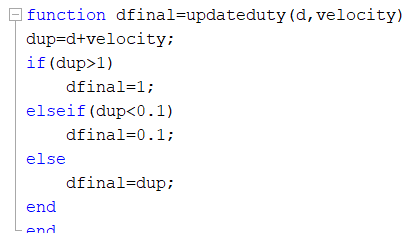 function dfinal=updateduty(d,velocity)
dup=d+velocity;
if(dup>1)
    dfinal=1;
elseif(dup<0.1)
    dfinal=0.1;
else
    dfinal=dup;
end
end